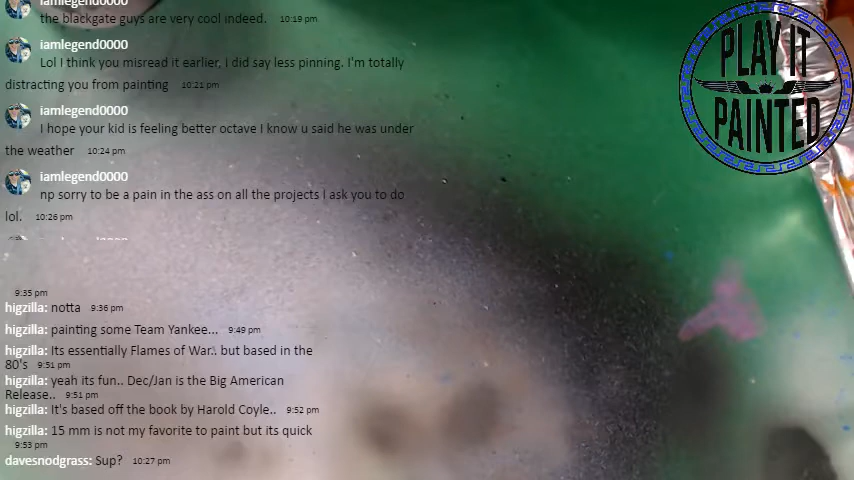 iamlegend0000
the blackgate guys are very cool indeed. 10:19 pm
iamlegend0000
Lol I think you misread it earlier, I did say less pinning. I'm totally
distracting you from painting 10:21 pm
iamlegend0000
I hope your kid is feeling better octave I know u said he was under
the weather 10:24 pm
iamlegend0000
np sorry to be a pain in the ass on all the projects I ask you to do
lol. 10:26 pm
iamlegend0000
9:35 pm
higzilla: notta 9:36 pm
higzilla: painting some Team Yankee... 9:49 pm
higzilla: Its essentially Flames of War.. but based in the
80's 9:51 pm
higzilla: yeah its fun.. Dec/Jan is the Big American
Release.. 9:51 pm
higzilla: It's based off the book by Harold Coyle.. 9:52 pm
higzilla: 15 mm is not my favorite to paint but its quick
9:53 pm
davesnodgrass: Sup? 10:27 pm
PLAY IT
PAINTED